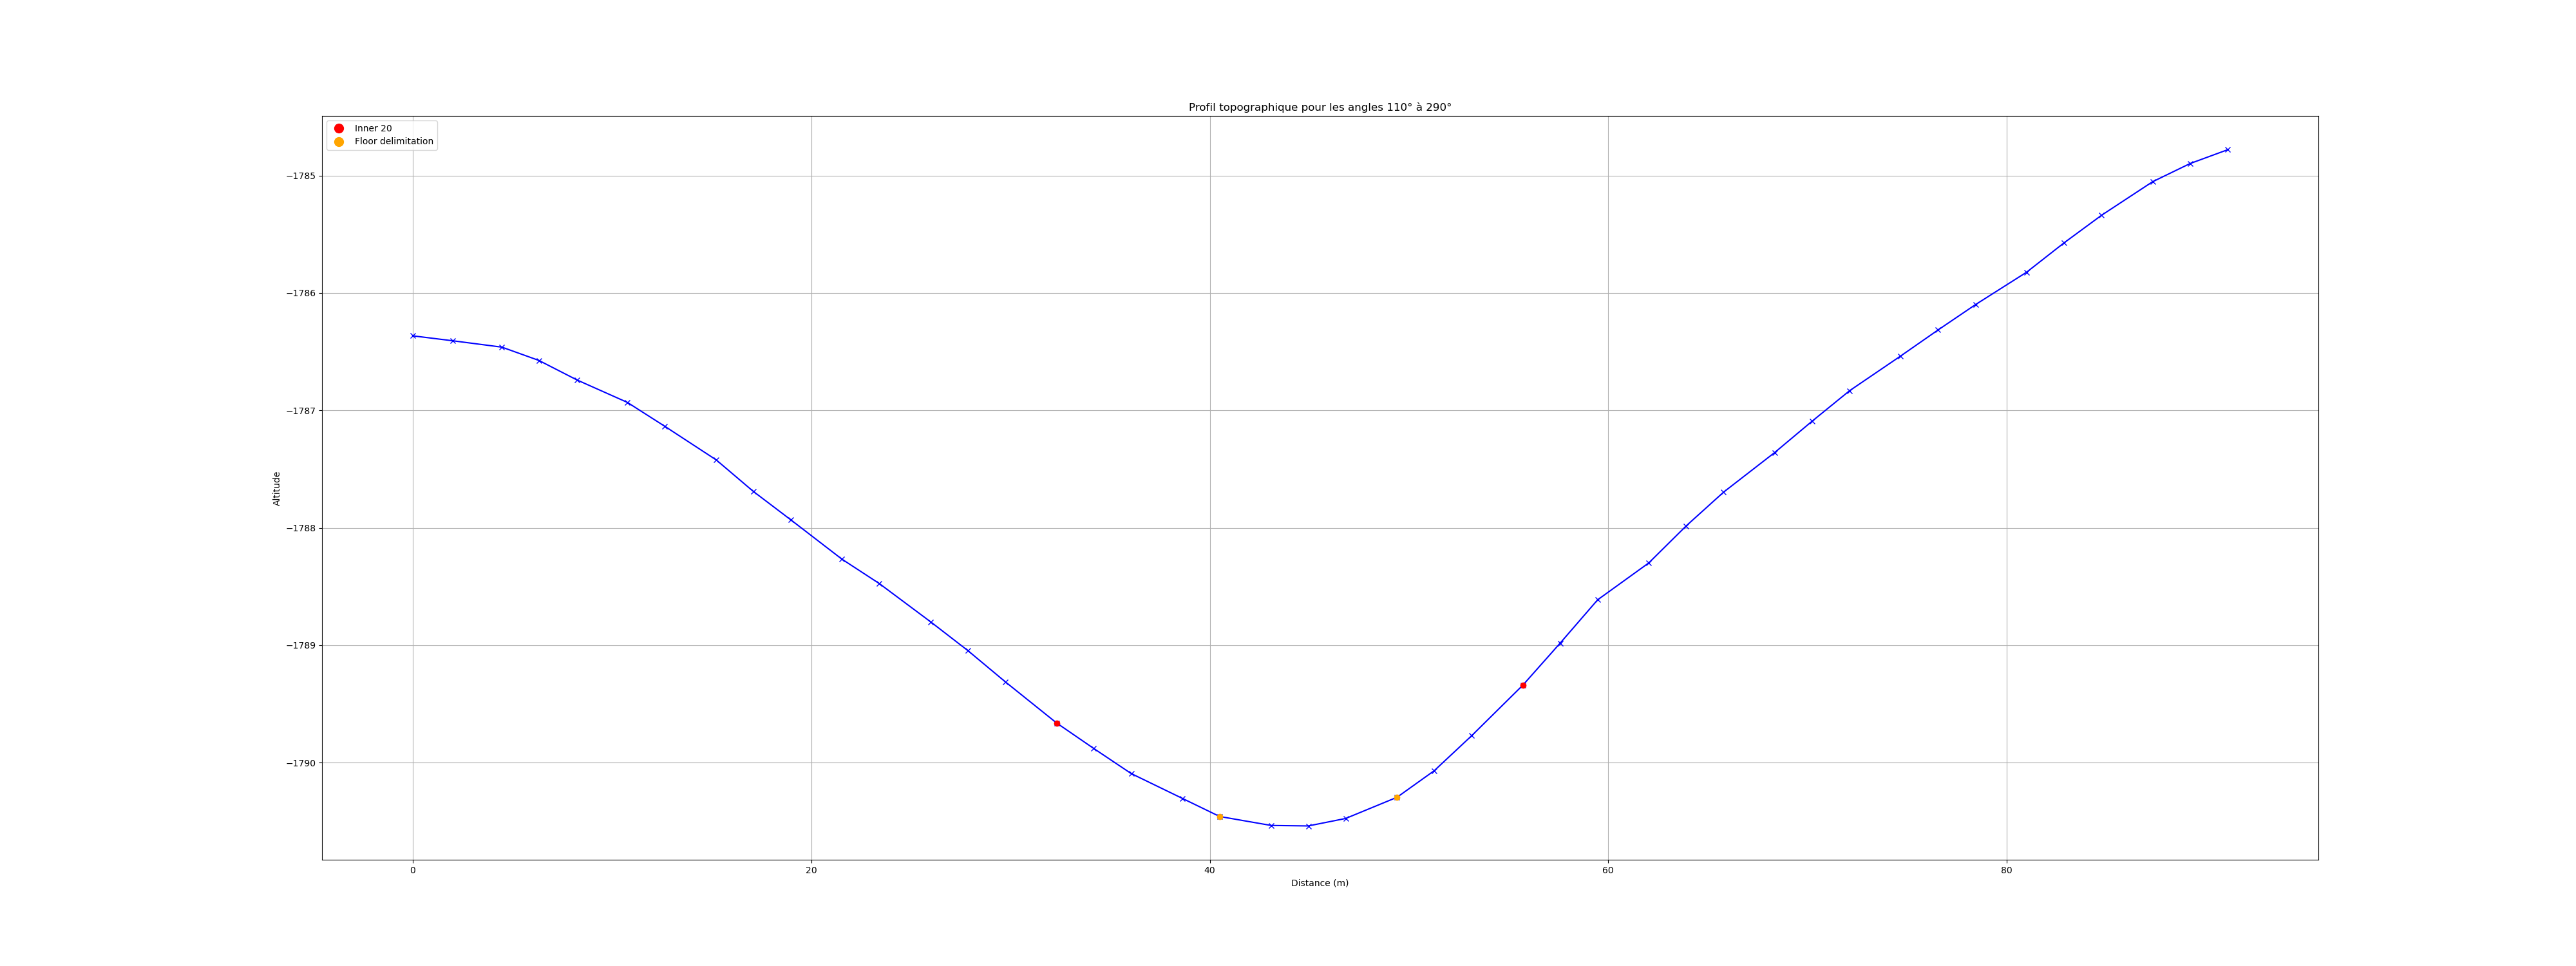 Profil topographique pour les angles 110° à 290°
Inner 20
Floor delimitation
−1785
−1786
−1787
−1788
−1789
−1790
Altitude
0 20 40 60 80
Distance (m)